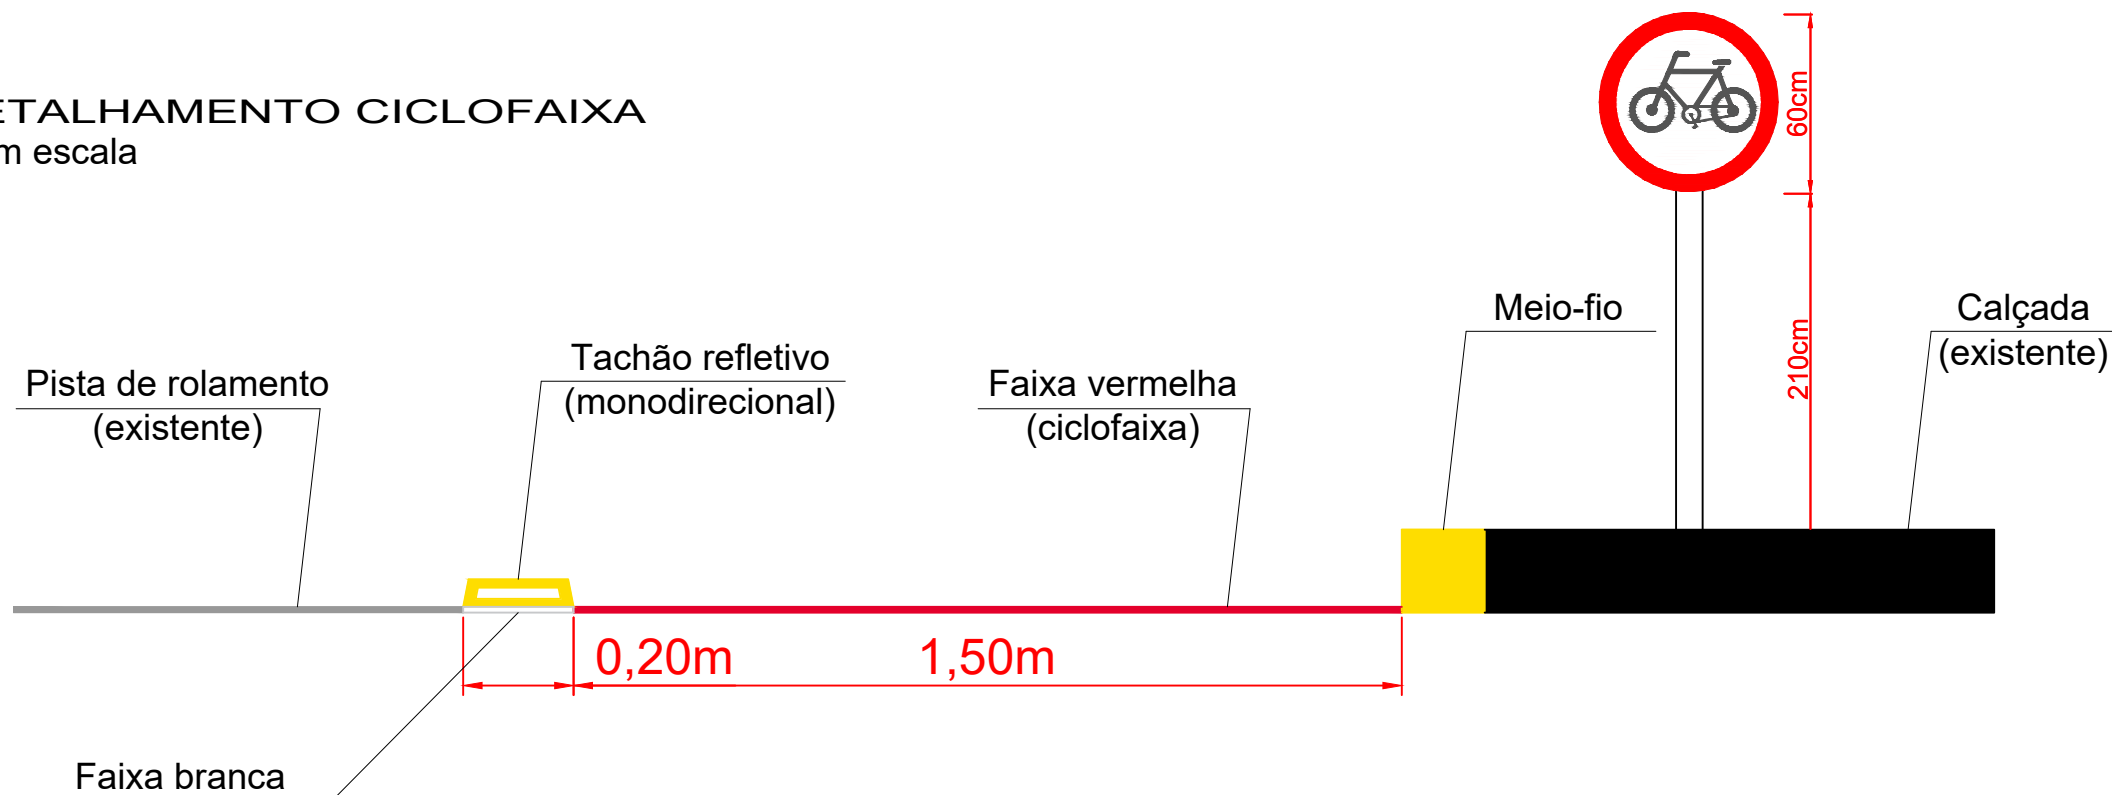 ETALHAMENTO CICLOFAIXA
m escala
60cm
210cm
Meio-fio
Calçada
(existente)
Tachão refletivo
(monodirecional)
Pista de rolamento
(existente)
Faixa vermelha
(ciclofaixa)
0,20m
1,50m
Faixa branca